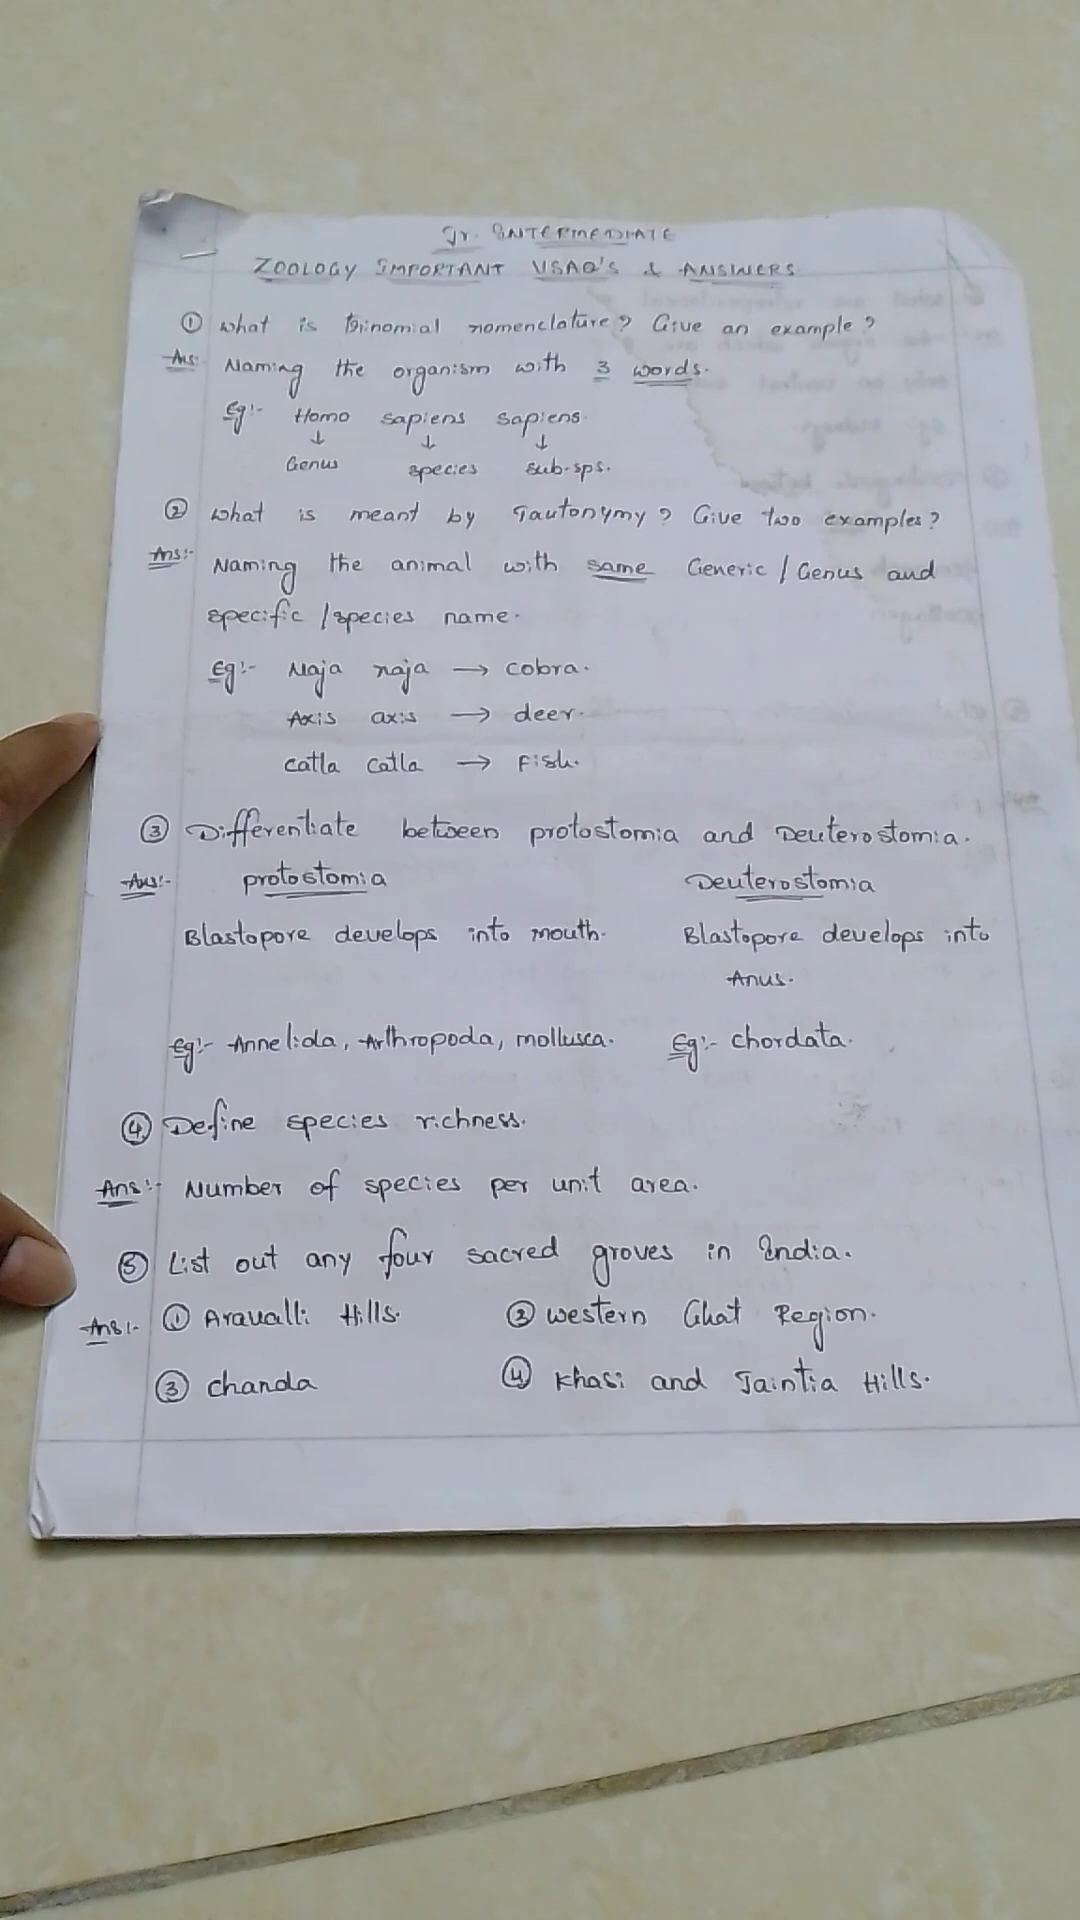 Jr. INTERMEDIATE
ZOOLOGY IMPORTANT VSAQ'S & ANSWERS
① What is Trinomial nomenclature? Give an example?
Ans:- Naming the organism with 3 words.
Eg:- Homo sapiens sapiens.
↓ ↓ ↓
Genus species sub-sps.
② What is meant by Tautonymy? Give two examples?
Ans:- Naming the animal with same Generic / Genus and
specific / species name.
Eg:- Naja naja → cobra.
Axis axis → deer.
catla catla → Fish.
③ Differentiate between protostomia and Deuterostomia.
Ans:- protostomia Deuterostomia
Blastopore develops into mouth. Blastopore develops into
Anus.
Eg:- Annelida, Arthropoda, mollusca. Eg:- chordata.
④ Define species richness.
Ans:- Number of species per unit area.
⑤ List out any four sacred groves in India.
Ans:- ① Aravalli Hills. ② Western Ghat Region.
③ chanda ④ Khasi and Jaintia Hills.